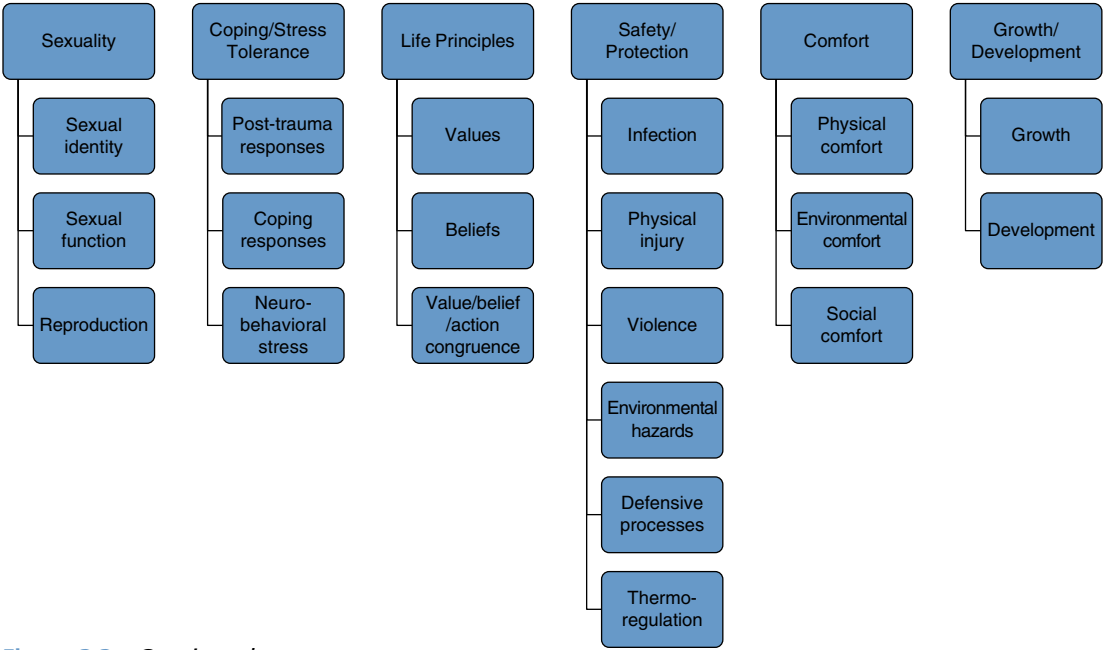 Sexuality
Sexual
identity
Sexual
function
Reproduction
Coping/Stress
Tolerance
Post-trauma
responses
Coping
responses
Neuro-
behavioral
stress
Life Principles
Values
Beliefs
Value/belief
/action
congruence
Safety/
Protection
Infection
Physical
injury
Violence
Environmental
hazards
Defensive
processes
Thermo-
regulation
Comfort
Physical
comfort
Environmental
comfort
Social
comfort
Growth/
Development
Growth
Development
Figure Continued